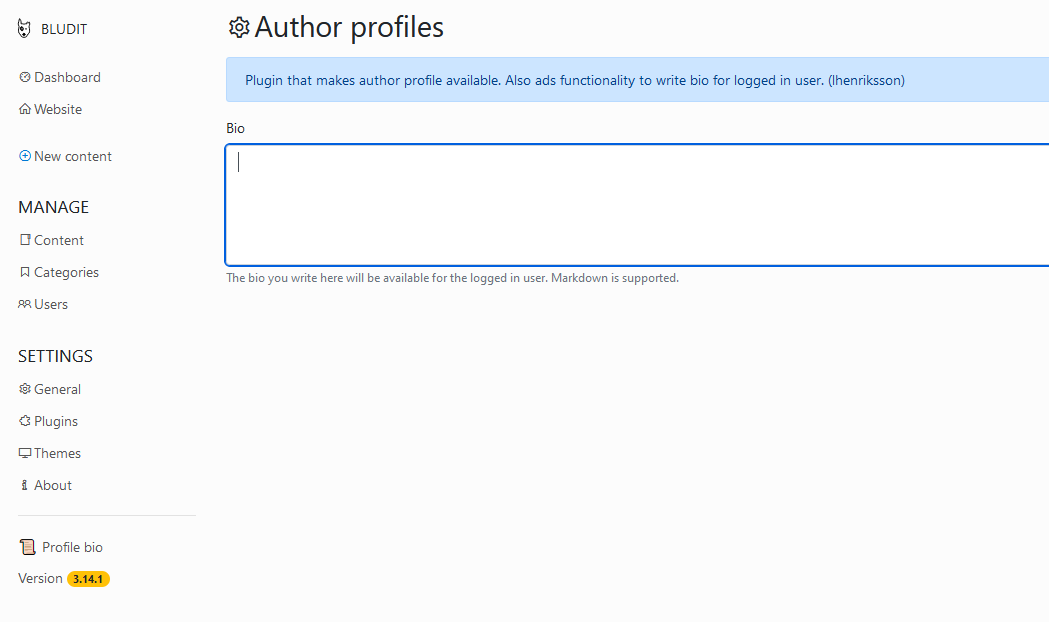 BLUDIT
Dashboard
Website
New content
MANAGE
Content
Categories
Users
SETTINGS
General
Plugins
Themes
About
Profile bio
Version 3.14.1
Author profiles
Plugin that makes author profile available. Also ads functionality to write bio for logged in user. (lhenriksson)
Bio
The bio you write here will be available for the logged in user. Markdown is supported.